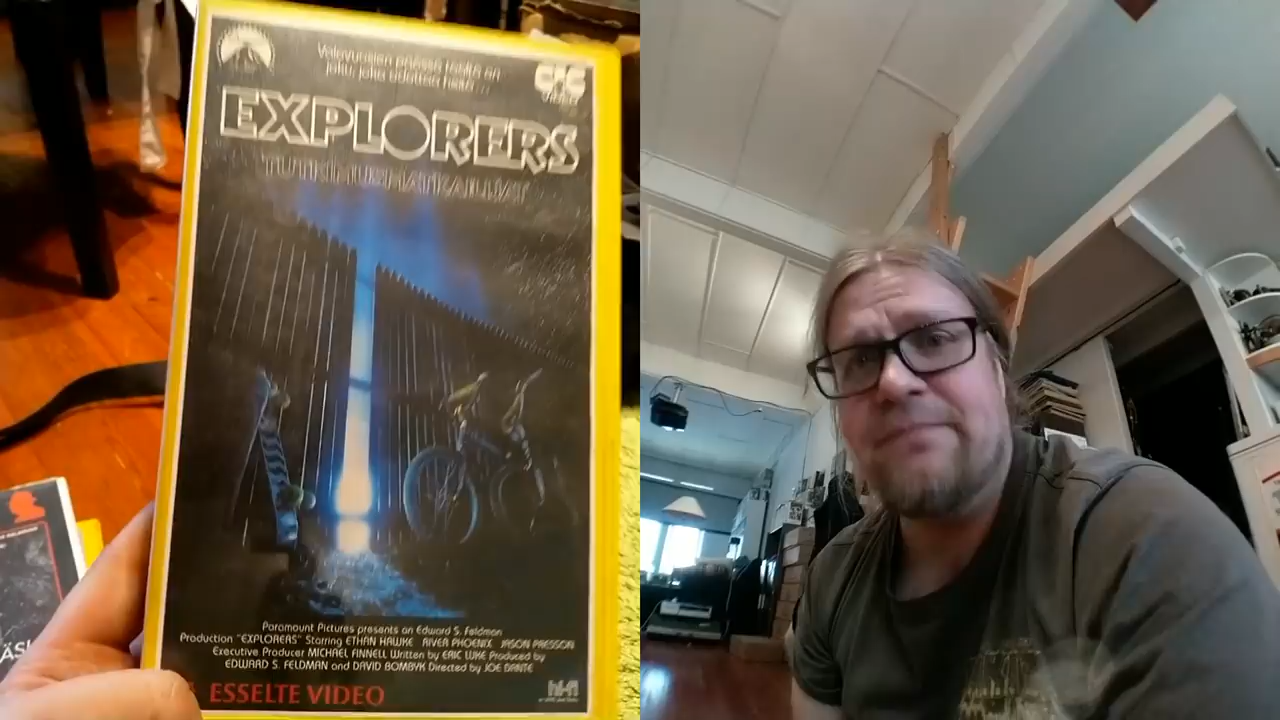 CIC
VIDEO
EXPLORERS
TUTKIMUSMATKAILIJAT
Paramount Pictures presents an Edward S. Feldman
Production "EXPLORERS" Starring ETHAN HAWKE RIVER PHOENIX JASON PRESSON
Executive Producer MICHAEL FINNELL Written by ERIC LUKE Produced by
EDWARD S. FELDMAN and DAVID BOMBYK Directed by JOE DANTE
ESSELTE VIDEO
hi-fi